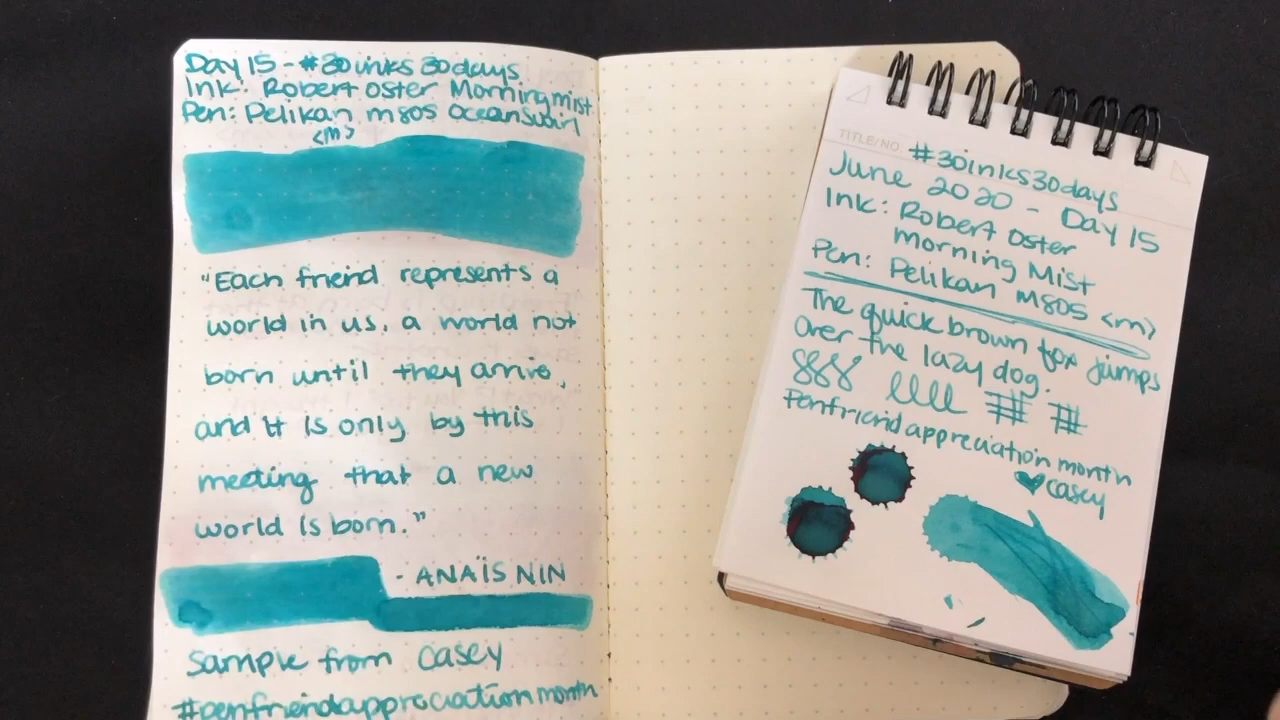 Day 15 - #30inks30days
Ink: Robert Oster Morning mist
Pen: Pelikan m805 Ocean Swirl
<m>
"Each friend represents a
world in us, a world not
born until they arrive,
and it is only by this
meeting that a new
world is born."
- ANAÏS NIN
Sample from Casey
#penfriendappreciationmonth
TITLE/NO.
#30inks30days
June 2020 - Day 15
Ink: Robert Oster
Morning Mist
Pen: Pelikan m805 <m>
The quick brown fox jumps
over the lazy dog.
Penfriend appreciation month
♥ Casey